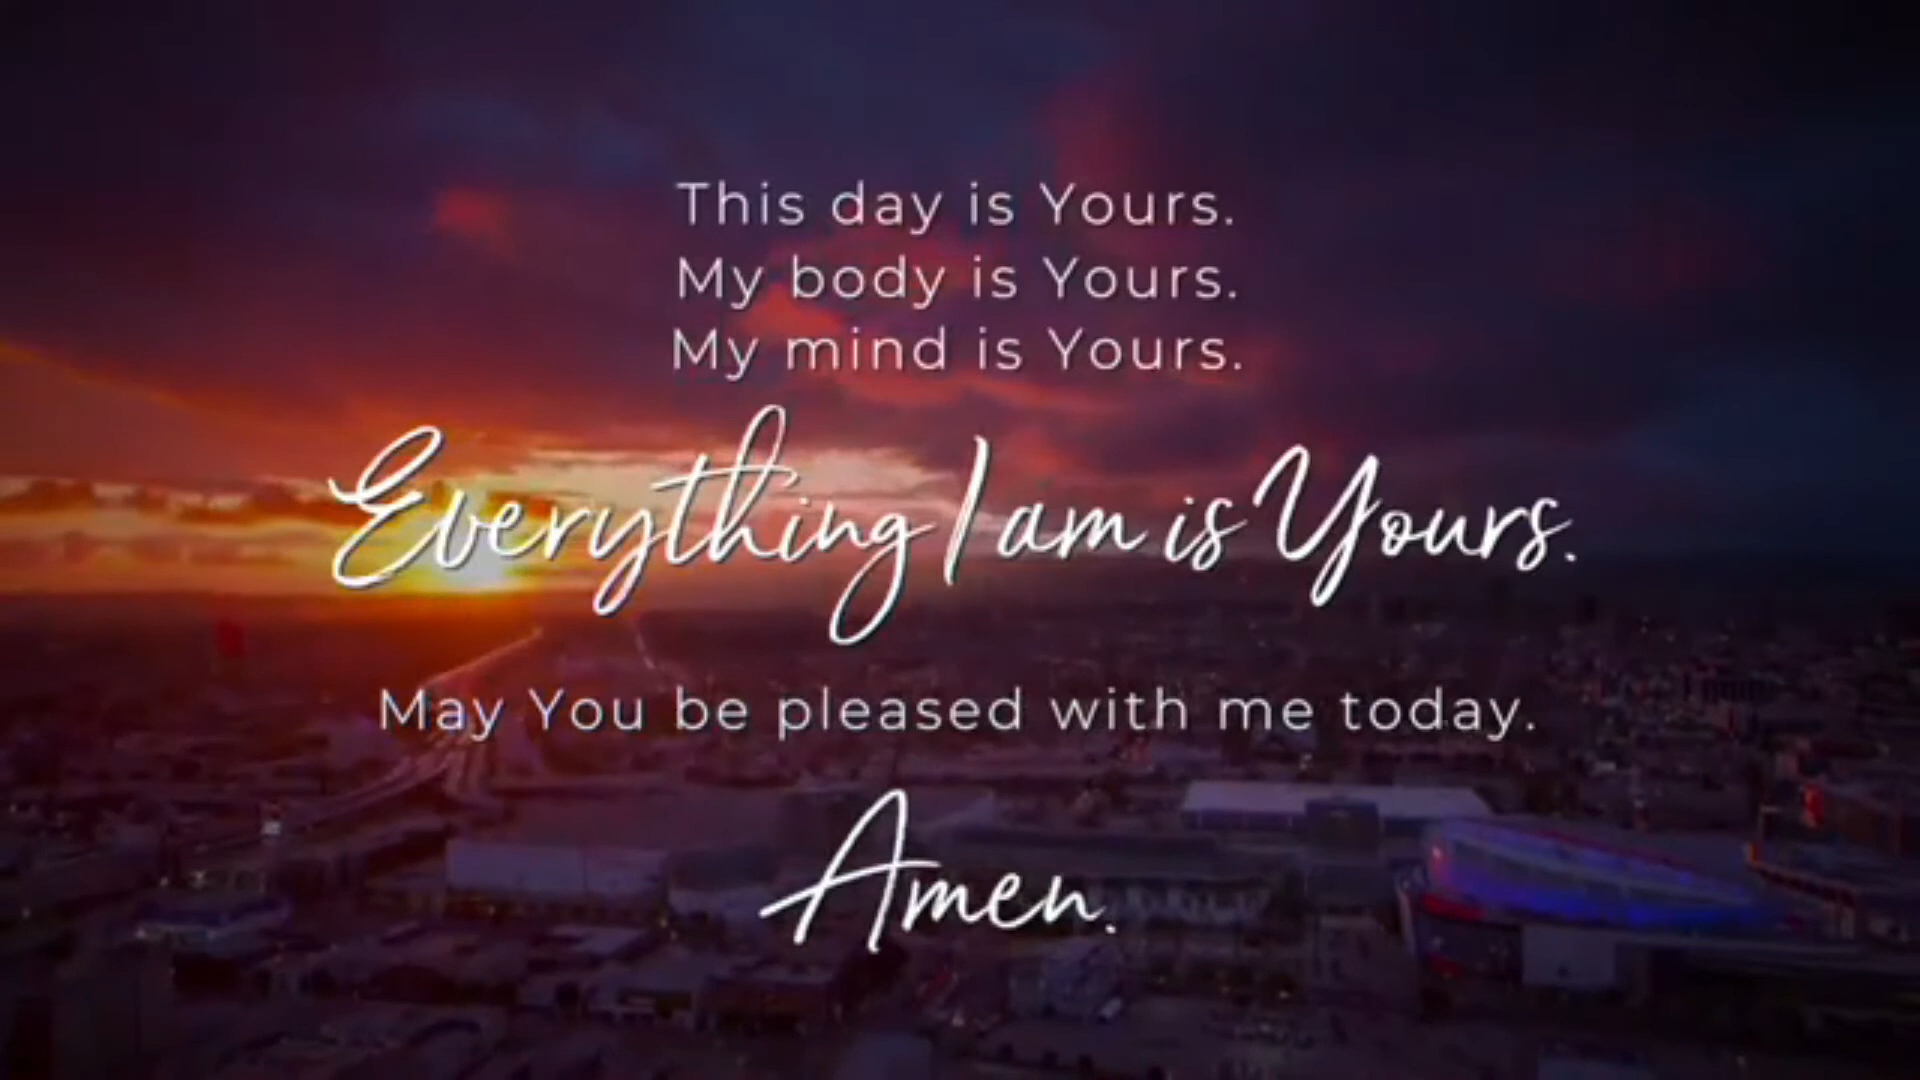 This day is Yours.
My body is Yours.
My mind is Yours.
Everything I am is Yours.
May You be pleased with me today.
Amen.